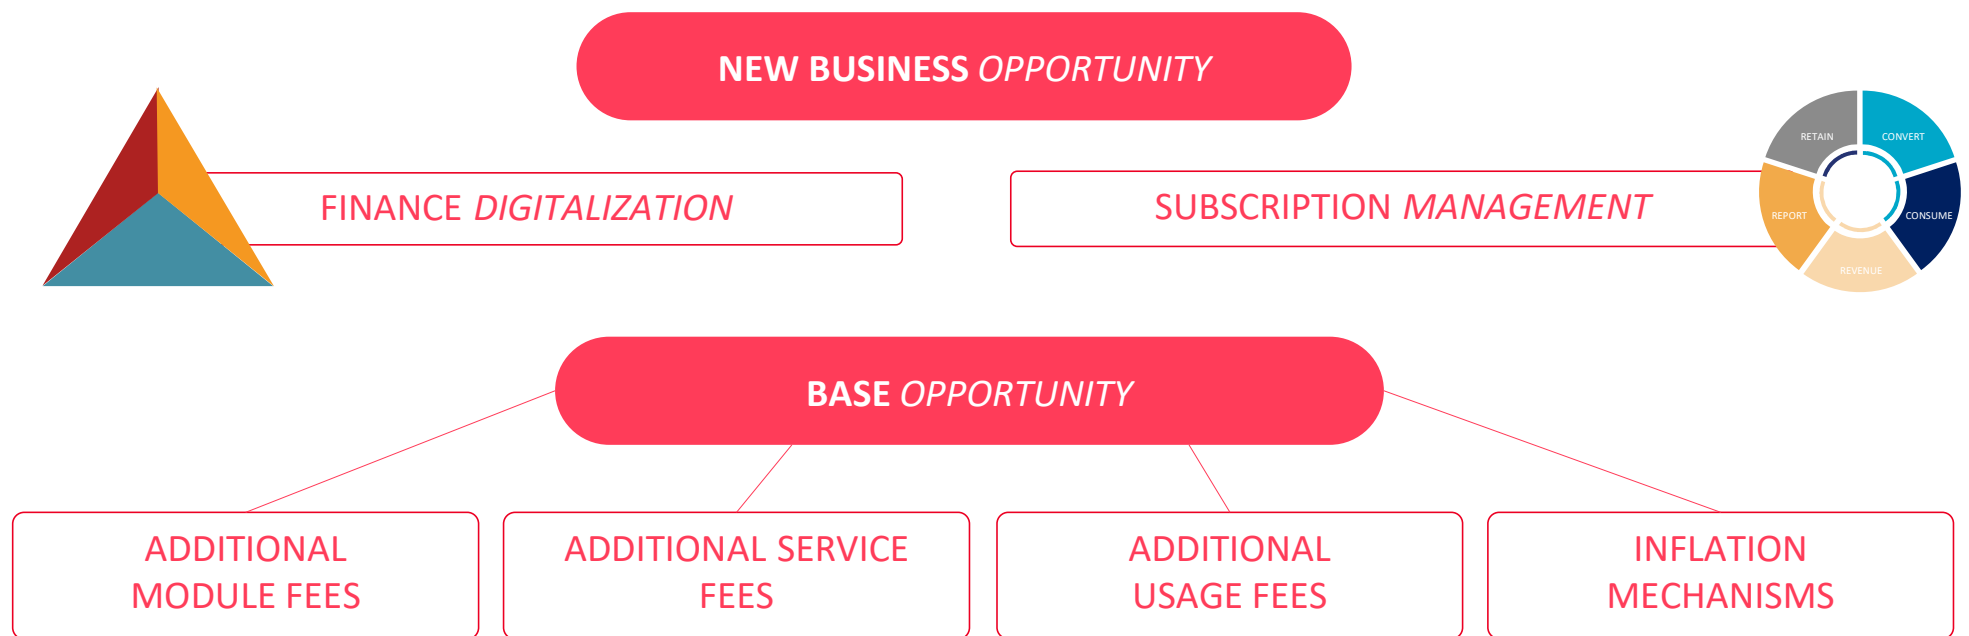 NEW BUSINESS OPPORTUNITY
FINANCE DIGITALIZATION
SUBSCRIPTION MANAGEMENT
RETAIN
CONVERT
REPORT
CONSUME
REVENUE
BASE OPPORTUNITY
ADDITIONAL
MODULE FEES
ADDITIONAL SERVICE
FEES
ADDITIONAL
USAGE FEES
INFLATION
MECHANISMS